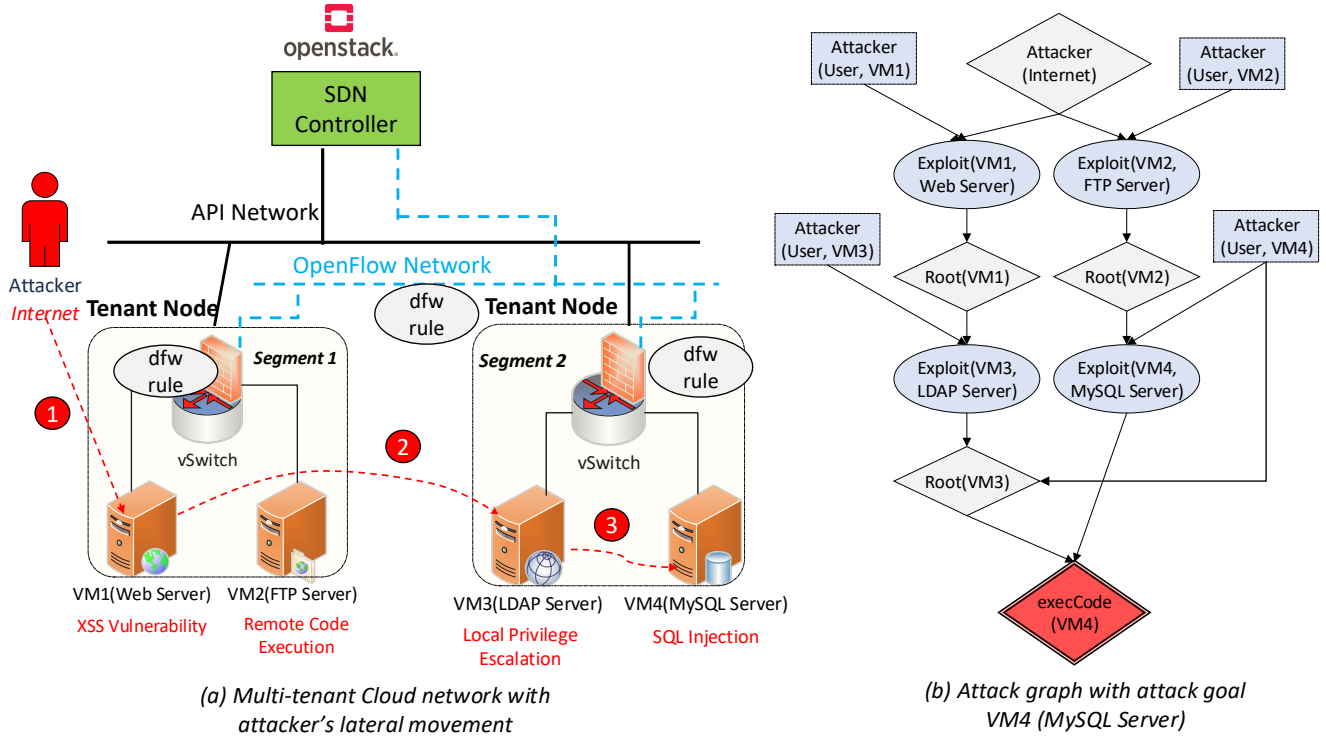 openstack.
SDN
Controller
API Network
Attacker
Internet
OpenFlow Network
Tenant Node
dfw
rule
Tenant Node
dfw
rule
Segment 1
Segment 2
dfw
rule
1
vSwitch
2
vSwitch
3
VM1(Web Server)
XSS Vulnerability
VM2(FTP Server)
Remote Code
Execution
VM3(LDAP Server)
Local Privilege
Escalation
VM4(MySQL Server)
SQL Injection
(a) Multi-tenant Cloud network with
attacker's lateral movement
Attacker
(User, VM1)
Attacker
(Internet)
Attacker
(User, VM2)
Exploit(VM1,
Web Server)
Exploit(VM2,
FTP Server)
Attacker
(User, VM3)
Root(VM1)
Root(VM2)
Attacker
(User, VM4)
Exploit(VM3,
LDAP Server)
Exploit(VM4,
MySQL Server)
Root(VM3)
execCode
(VM4)
(b) Attack graph with attack goal
VM4 (MySQL Server)